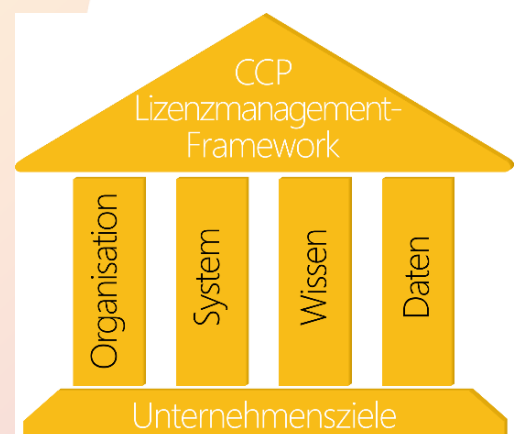 CCP
Lizenzmanagement-
Framework
Organisation
System
Wissen
Daten
Unternehmensziele